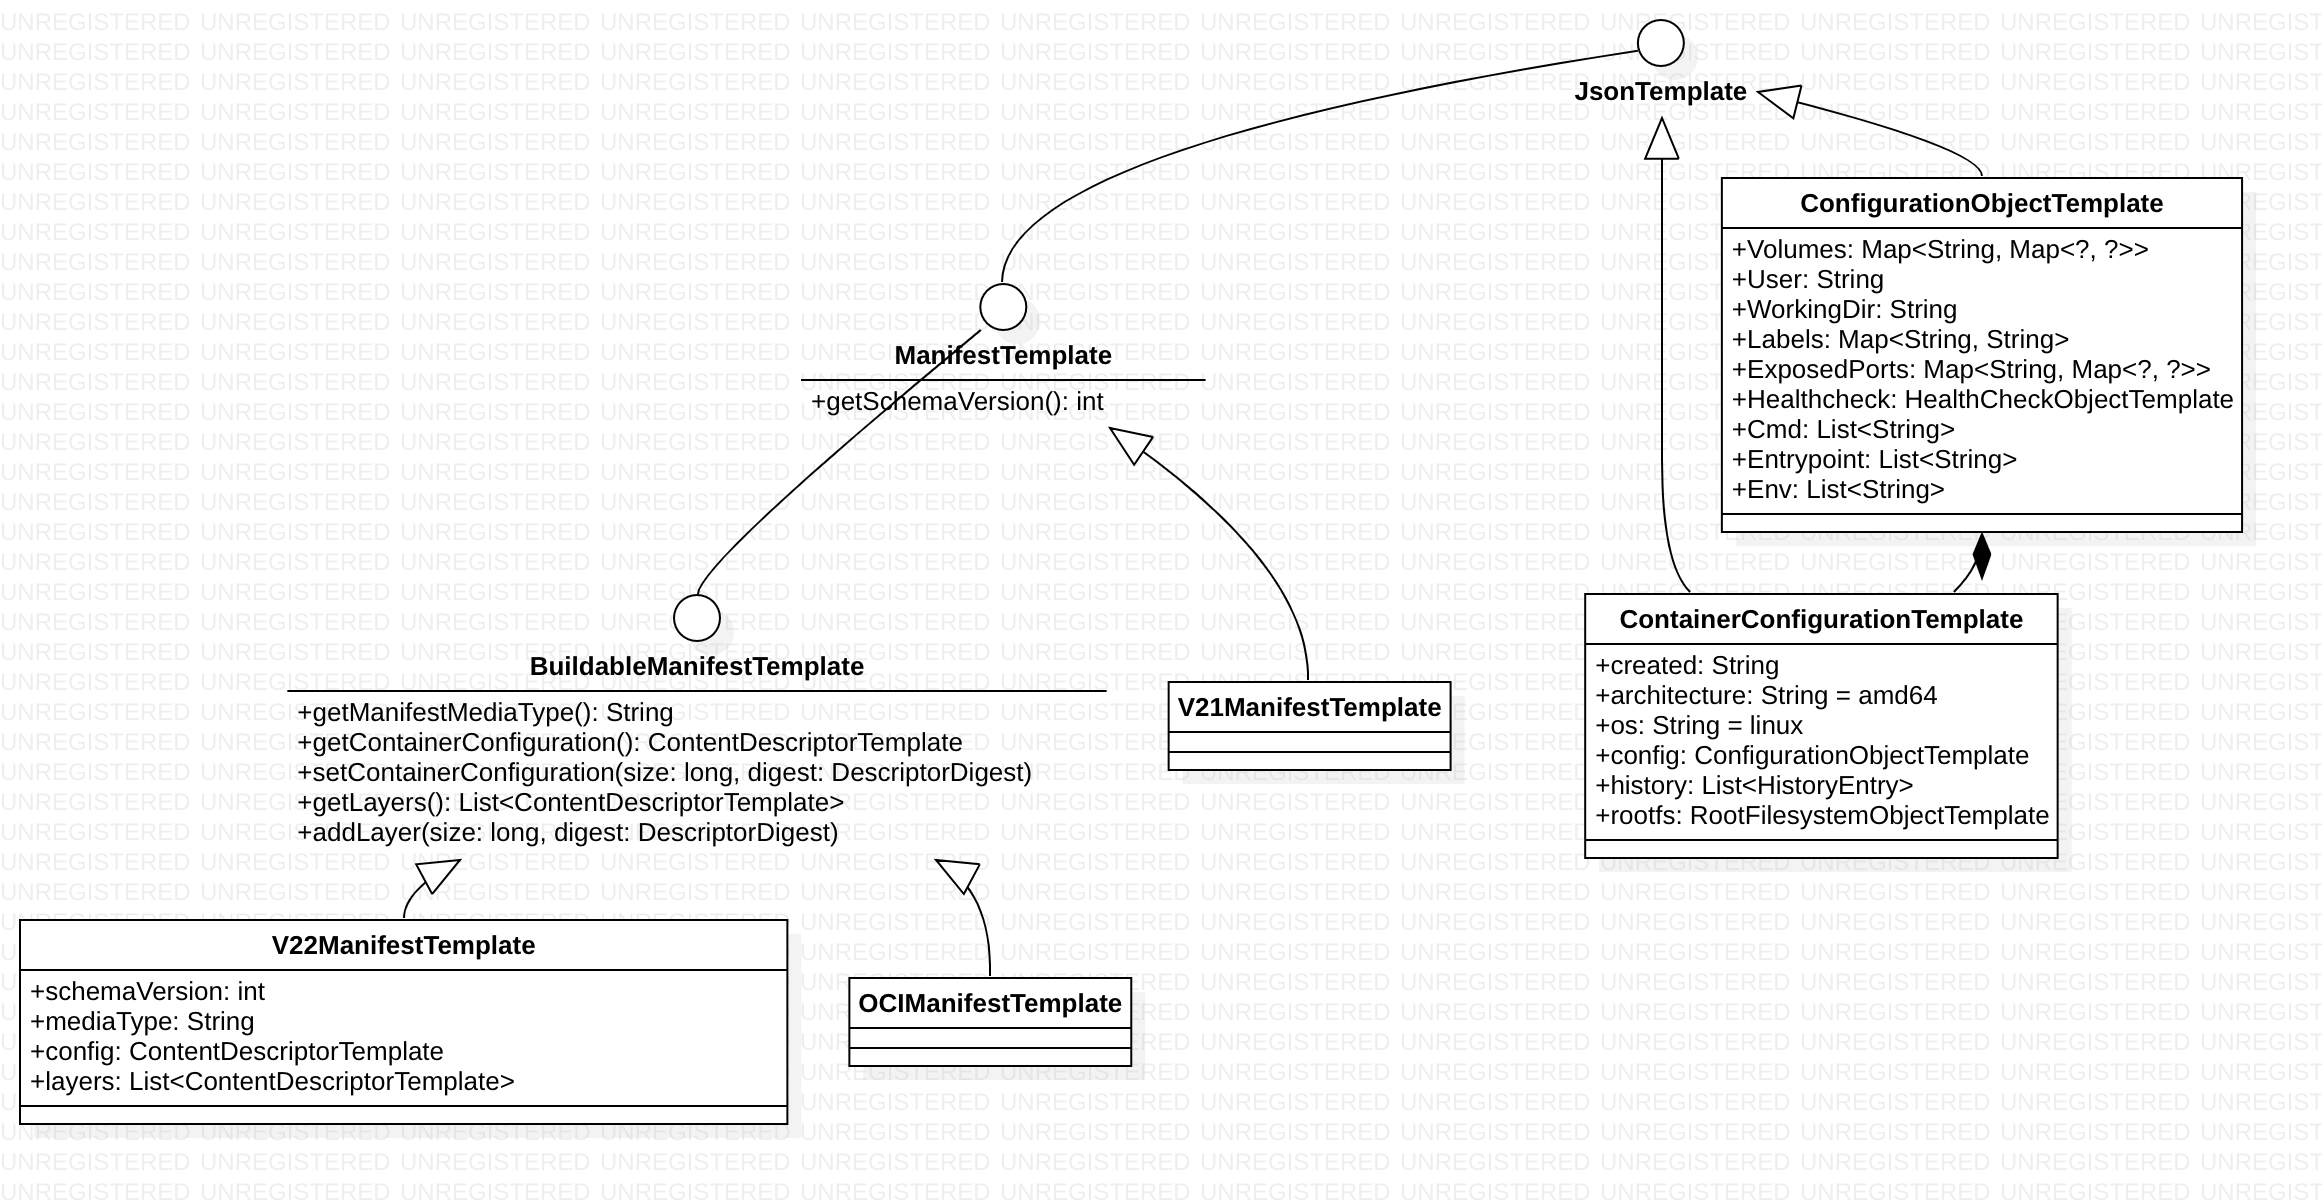 JsonTemplate
ConfigurationObjectTemplate
+Volumes: Map<String, Map<?, ?>>
+User: String
+WorkingDir: String
+Labels: Map<String, String>
+ExposedPorts: Map<String, Map<?, ?>>
+Healthcheck: HealthCheckObjectTemplate
+Cmd: List<String>
+Entrypoint: List<String>
+Env: List<String>
ManifestTemplate
+getSchemaVersion(): int
BuildableManifestTemplate
+getManifestMediaType(): String
+getContainerConfiguration(): ContentDescriptorTemplate
+setContainerConfiguration(size: long, digest: DescriptorDigest)
+getLayers(): List<ContentDescriptorTemplate>
+addLayer(size: long, digest: DescriptorDigest)
V21ManifestTemplate
ContainerConfigurationTemplate
+created: String
+architecture: String = amd64
+os: String = linux
+config: ConfigurationObjectTemplate
+history: List<HistoryEntry>
+rootfs: RootFilesystemObjectTemplate
V22ManifestTemplate
+schemaVersion: int
+mediaType: String
+config: ContentDescriptorTemplate
+layers: List<ContentDescriptorTemplate>
OCIManifestTemplate
UNREGISTERED